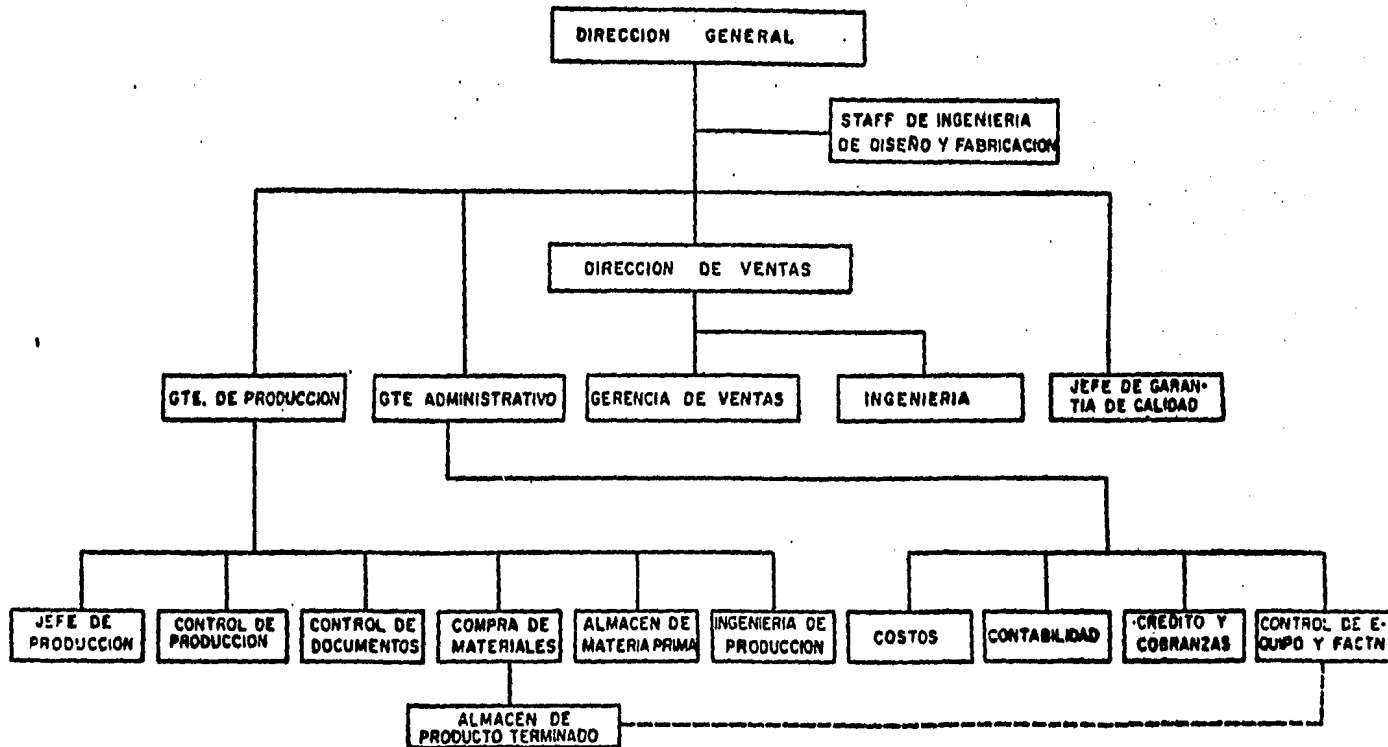 DIRECCION GENERAL
STAFF DE INGENIERIA
DE DISEÑO Y FABRICACION
DIRECCION DE VENTAS
GTE. DE PRODUCCION
GTE ADMINISTRATIVO
GERENCIA DE VENTAS
INGENIERIA
JEFE DE GARAN-
TIA DE CALIDAD
JEFE DE
PRODUCCION
CONTROL DE
PRODUCCION
CONTROL DE
DOCUMENTOS
COMPRA DE
MATERIALES
ALMACEN DE
MATERIA PRIMA
INGENIERIA DE
PRODUCCION
COSTOS
CONTABILIDAD
CREDITO Y
COBRANZAS
CONTROL DE E-
QUIPO Y FACTN
ALMACEN DE
PRODUCTO TERMINADO